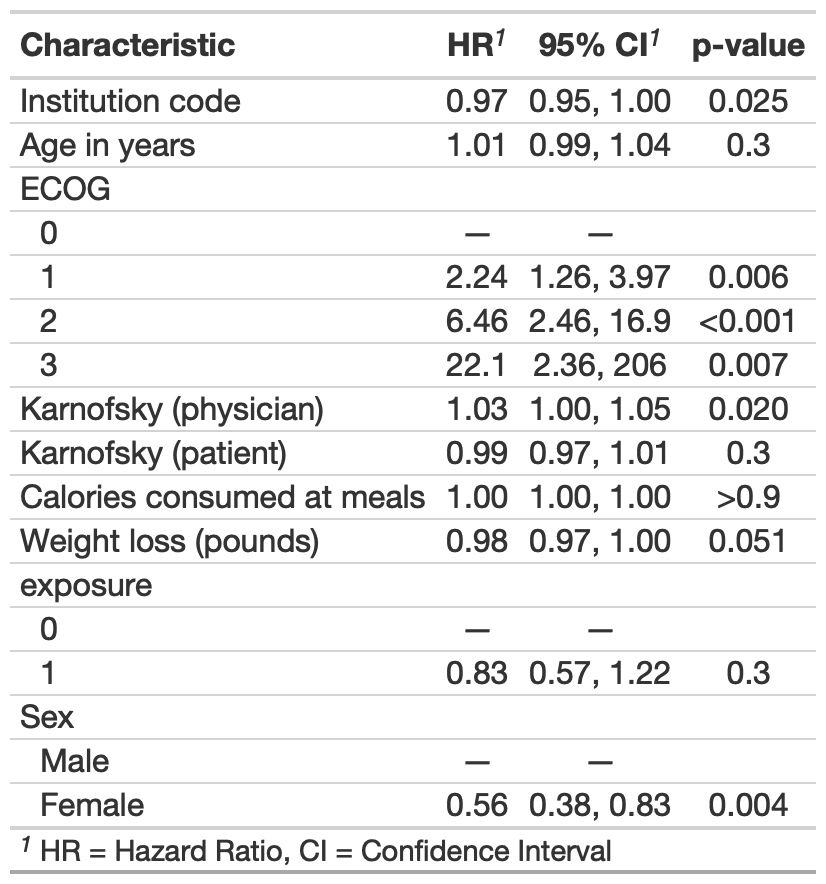 Characteristic HR1 95% CI1 p-value
Institution code 0.97 0.95, 1.00 0.025
Age in years 1.01 0.99, 1.04 0.3
ECOG
0 — —
1 2.24 1.26, 3.97 0.006
2 6.46 2.46, 16.9 <0.001
3 22.1 2.36, 206 0.007
Karnofsky (physician) 1.03 1.00, 1.05 0.020
Karnofsky (patient) 0.99 0.97, 1.01 0.3
Calories consumed at meals 1.00 1.00, 1.00 >0.9
Weight loss (pounds) 0.98 0.97, 1.00 0.051
exposure
0 — —
1 0.83 0.57, 1.22 0.3
Sex
Male — —
Female 0.56 0.38, 0.83 0.004
1 HR = Hazard Ratio, CI = Confidence Interval